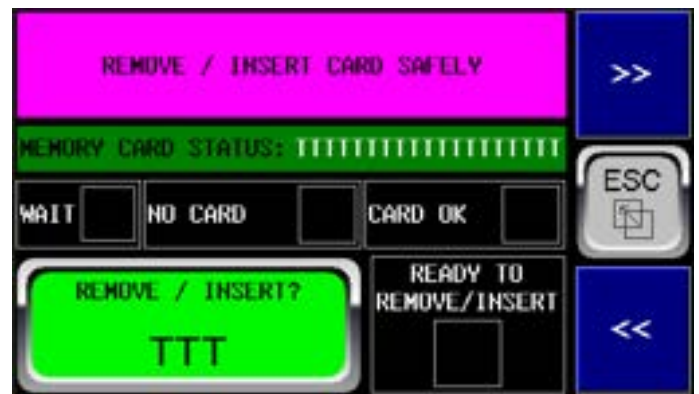 REMOVE / INSERT CARD SAFELY
>>
MEMORY CARD STATUS: TTTTTTTTTTTTTTTTTTT
ESC
WAIT
NO CARD
CARD OK
REMOVE / INSERT?
TTT
READY TO
REMOVE/INSERT
<<